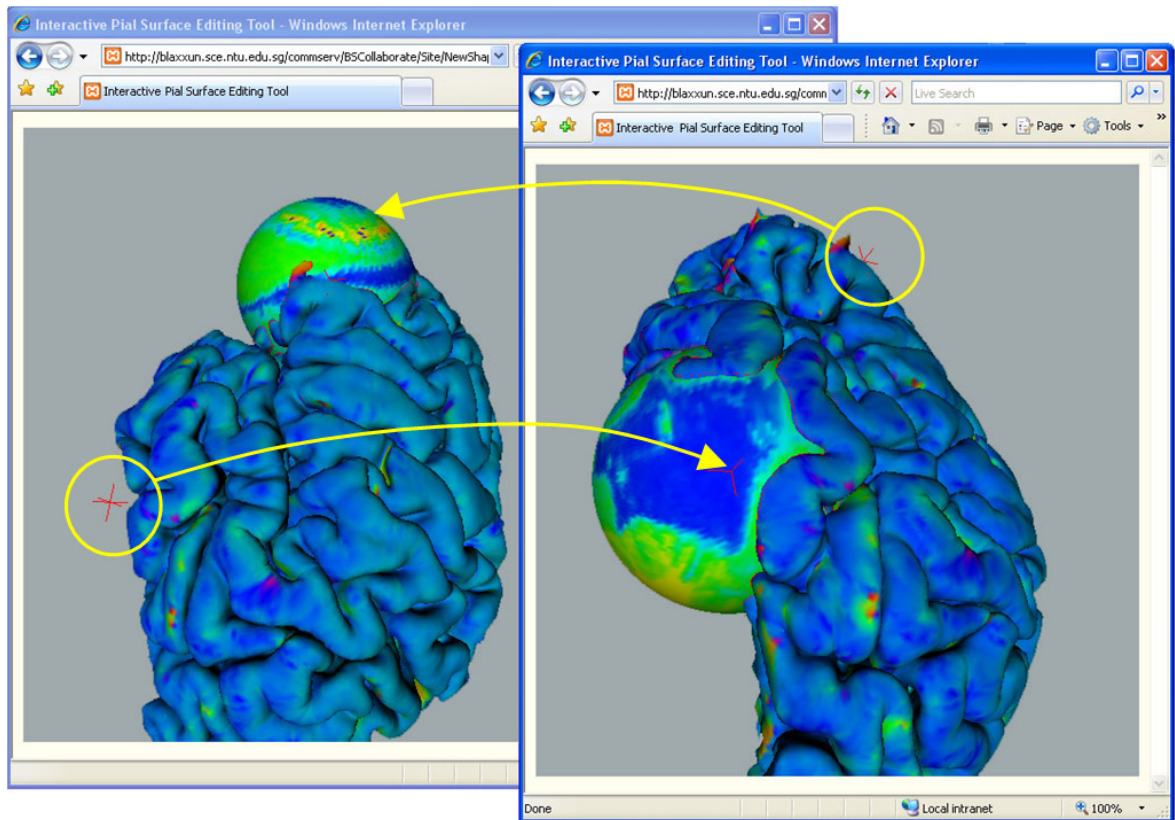 Interactive Pial Surface Editing Tool - Windows Internet Explorer
http://blaxxun.sce.ntu.edu.sg/commserv/BSCollaborate/Site/NewShap
Interactive Pial Surface Editing Tool
Interactive Pial Surface Editing Tool - Windows Internet Explorer
http://blaxxun.sce.ntu.edu.sg/comm
Live Search
Interactive Pial Surface Editing Tool
Page
Tools
Done
Local intranet
100%